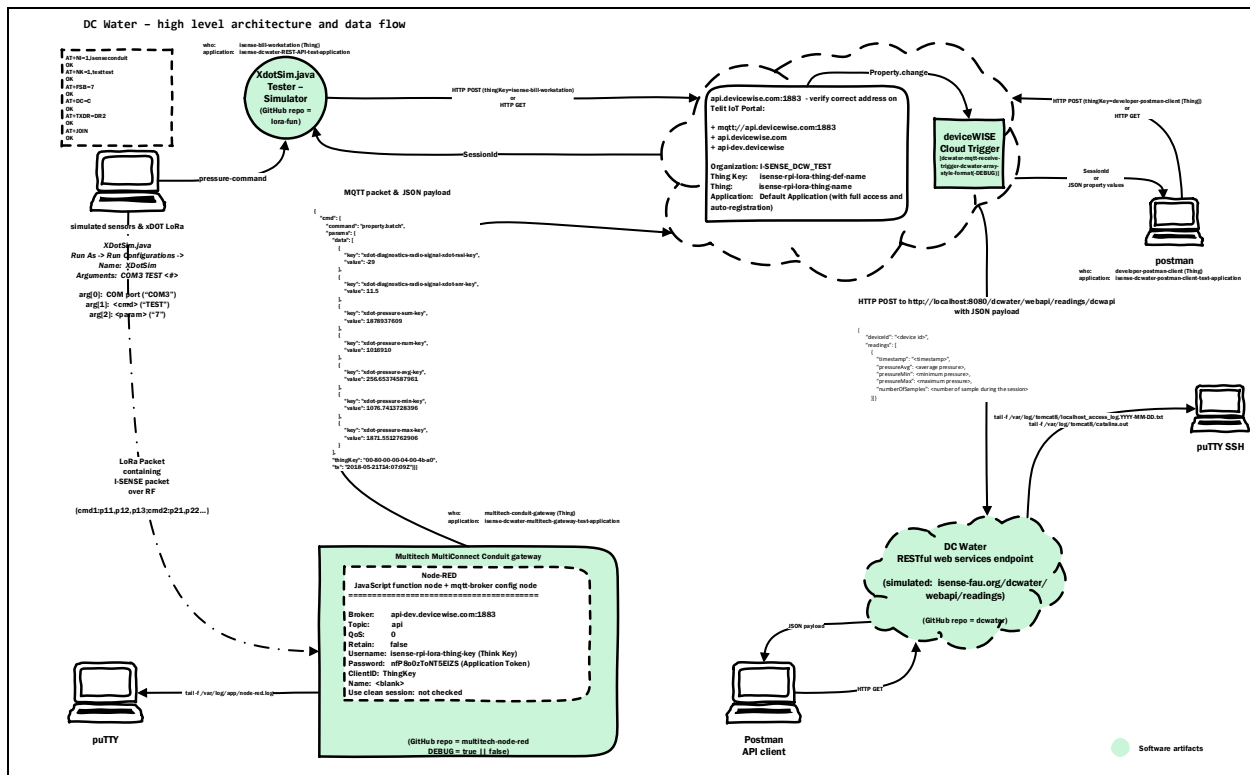 DC Water – high level architecture and data flow
AT+NI=1,isenseconduit
OK
AT+NK=1,testtest
OK
AT+FSB=7
OK
AT+DC=C
OK
AT+TXDR=DR2
OK
AT+JOIN
OK
who: isense-bill-workstation (Thing)
application: isense-dcwater-REST-API-test-application
XdotSim.java
Tester –
Simulator
(GitHub repo =
lora-fun)
pressure-command
HTTP POST (thingKey=isense-bill-workstation)
or
HTTP GET
SessionId
simulated sensors & xDOT LoRa
XDotSim.java
Run As -> Run Configurations ->
Name: XDotSim
Arguments: COM3 TEST <#>
arg[0]: COM port ("COM3")
arg[1]: <cmd> ("TEST")
arg[2]: <param> ("7")
LoRa Packet
containing
I-SENSE packet
over RF
(cmd1:p11,p12,p13;cmd2:p21,p22...)
MQTT packet & JSON payload
{
"cmd": {
"command": "property.batch",
"params": {
"data": [
{
"key": "xdot-diagnostics-radio-signal-xdot-rssi-key",
"value": -29
},
{
"key": "xdot-diagnostics-radio-signal-xdot-snr-key",
"value": 11.5
},
{
"key": "xdot-pressure-sum-key",
"value": 1878937609
},
{
"key": "xdot-pressure-num-key",
"value": 1016910
},
{
"key": "xdot-pressure-avg-key",
"value": 256.65374587961
},
{
"key": "xdot-pressure-min-key",
"value": 1076.7413728396
},
{
"key": "xdot-pressure-max-key",
"value": 1871.5512762906
}
],
"thingKey": "00-80-00-00-04-00-4b-a0",
"ts": "2018-05-21T14:07:09Z"}}}
Property.change
api.devicewise.com:1883 - verify correct address on
Telit IoT Portal:
+ mqtt://api.devicewise.com:1883
+ api.devicewise.com
+ api-dev.devicewise
Organization: I-SENSE_DCW_TEST
Thing Key: isense-rpi-lora-thing-def-name
Thing: isense-rpi-lora-thing-name
Application: Default Application (with full access and
auto-registration)
deviceWISE
Cloud Trigger
[dcwater-mqtt-receive-
trigger-dcwater-array-
style-format(-DEBUG)]
HTTP POST (thingKey=developer-postman-client [Thing])
or
HTTP GET
SessionId
or
JSON property values
postman
who: developer-postman-client (Thing)
application: isense-dcwater-postman-client-test-application
HTTP POST to http://localhost:8080/dcwater/webapi/readings/dcwapi
with JSON payload
{
"deviceId": "<device id>",
"readings": [
{
"timestamp": "<timestamp>",
"pressureAvg": <average pressure>,
"pressureMin": <minimum pressure>,
"pressureMax": <maximum pressure>,
"numberOfSamples": <number of sample during the session>
}]}
tail -f /var/log/tomcat8/localhost_access_log.YYYY-MM-DD.txt
tail -f /var/log/tomcat8/catalina.out
puTTY SSH
who: multitech-conduit-gateway (Thing)
application: isense-dcwater-multitech-gateway-test-application
Multitech MultiConnect Conduit gateway
Node-RED
JavaScript function node + mqtt-broker config node
========================================
Broker: api-dev.devicewise.com:1883
Topic: api
QoS: 0
Retain: false
Username: isense-rpi-lora-thing-key (Think Key)
Password: nfP8o0zToNT5EIZS (Application Token)
ClientID: ThingKey
Name: <blank>
Use clean session: not checked
(GitHub repo = multitech-node-red
DEBUG = true || false)
tail -f /var/log/app/node-red.log
puTTY
DC Water
RESTful web services endpoint
(simulated: isense-fau.org/dcwater/
webapi/readings)
(GitHub repo = dcwater)
JSON payload
HTTP GET
Postman
API client
Software artifacts